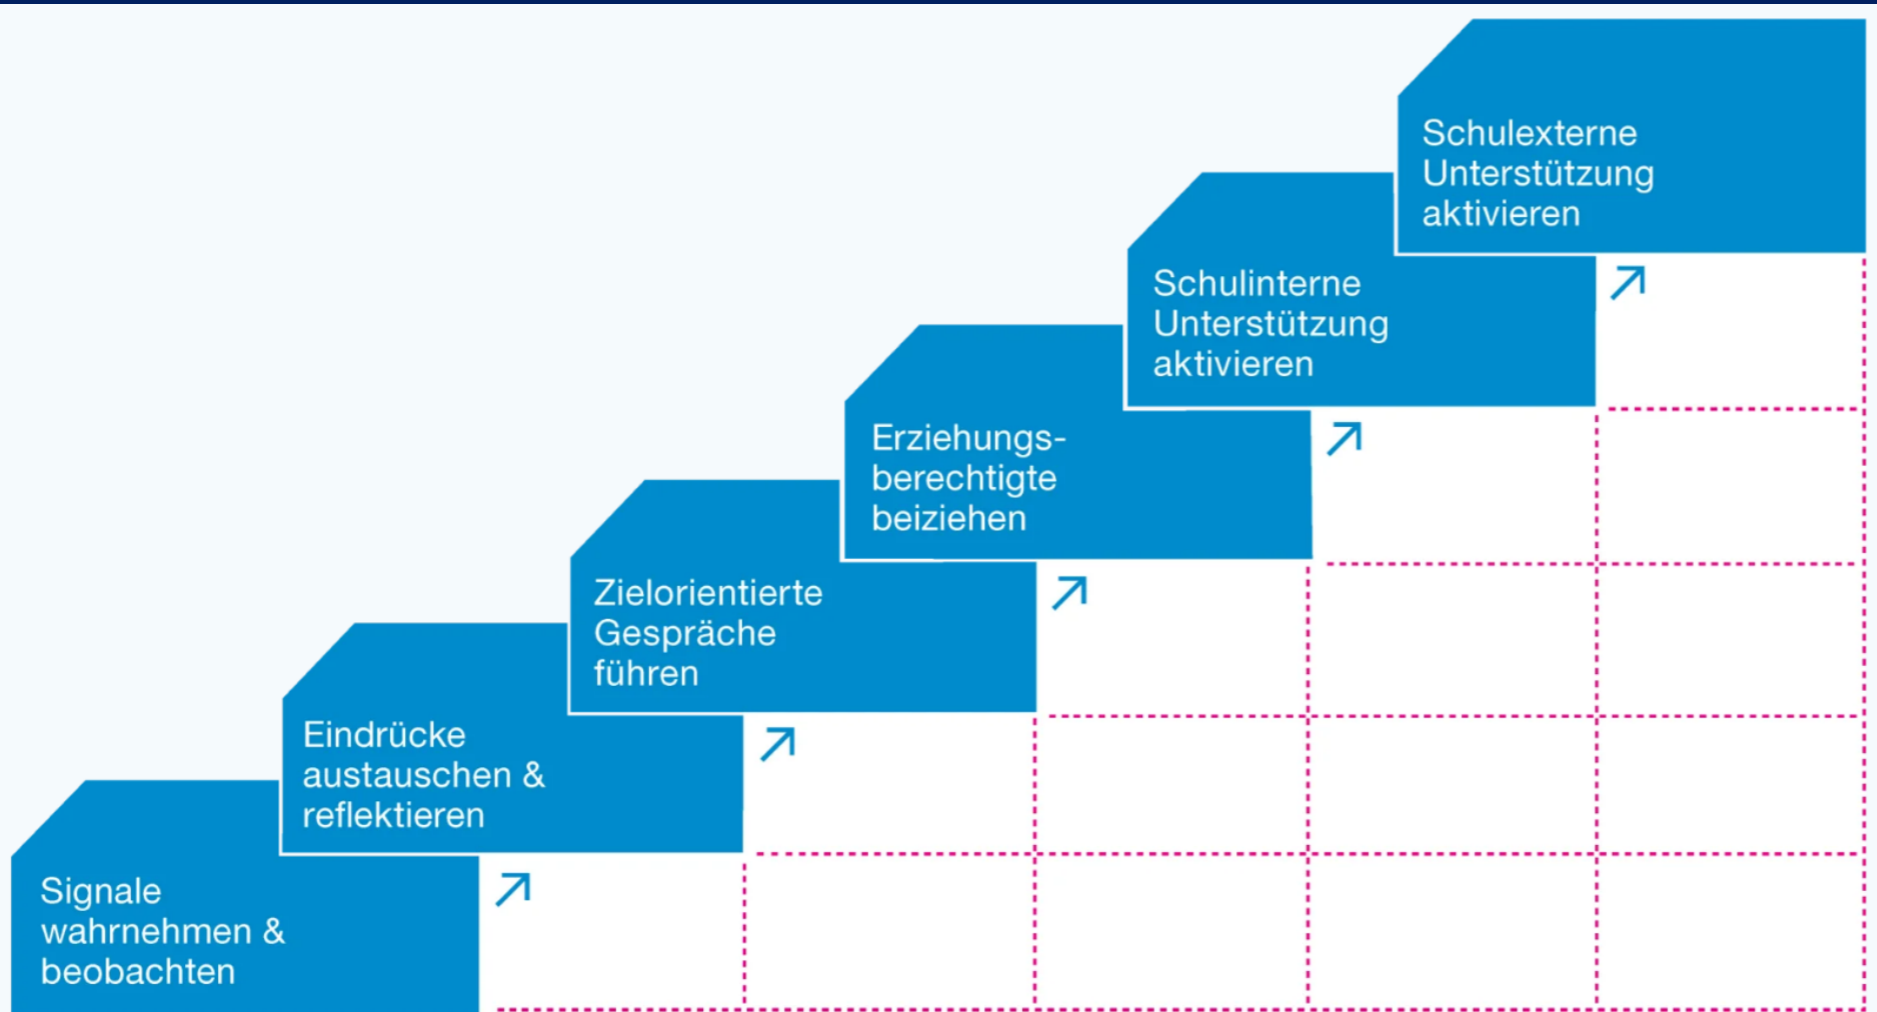 Schulexterne
Unterstützung
aktivieren
Schulinterne
Unterstützung
aktivieren
Erziehungs-
berechtigte
beiziehen
Zielorientierte
Gespräche
führen
Eindrücke
austauschen &
reflektieren
Signale
wahrnehmen &
beobachten